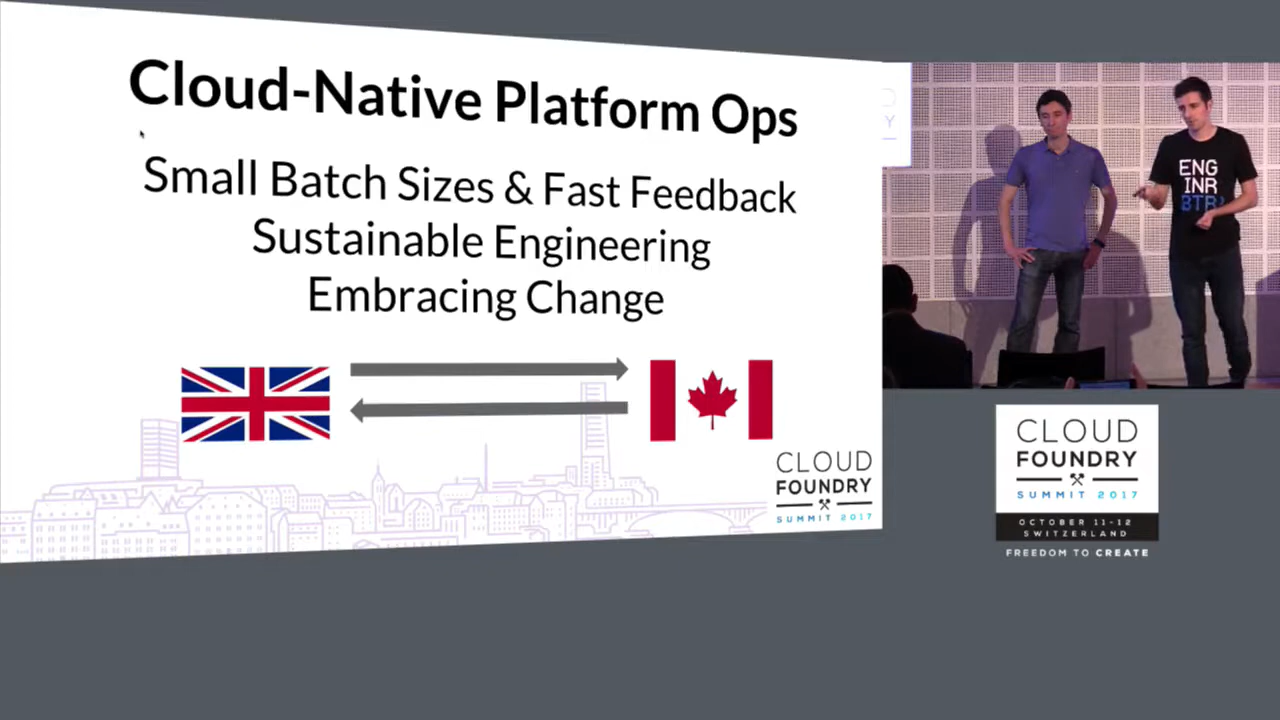 Cloud-Native Platform Ops
Small Batch Sizes & Fast Feedback
Sustainable Engineering
Embracing Change
CLOUD
FOUNDRY
SUMMIT 2017
ENG
INR
BTR
CLOUD
FOUNDRY
SUMMIT 2017
OCTOBER 11-12
SWITZERLAND
FREEDOM TO CREATE